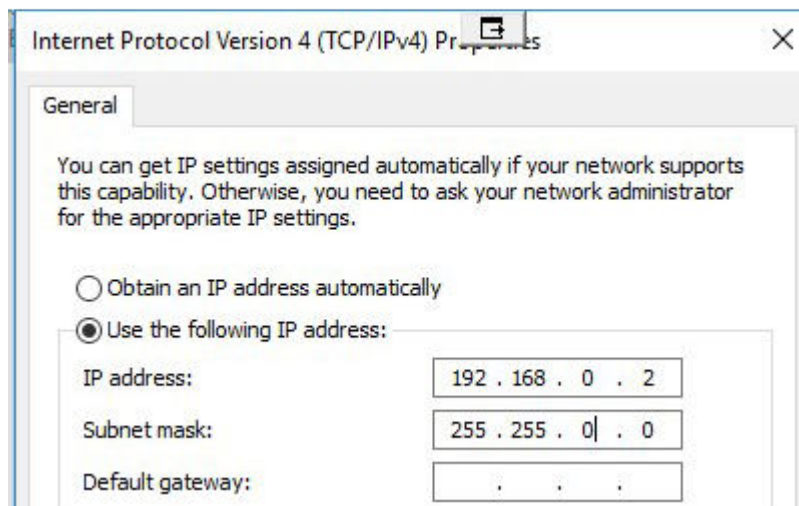 Internet Protocol Version 4 (TCP/IPv4)
General
You can get IP settings assigned automatically if your network supports
this capability. Otherwise, you need to ask your network administrator
for the appropriate IP settings.
Obtain an IP address automatically
Use the following IP address:
IP address: 192 . 168 . 0 . 2
Subnet mask: 255 . 255 . 0 . 0
Default gateway: . . .